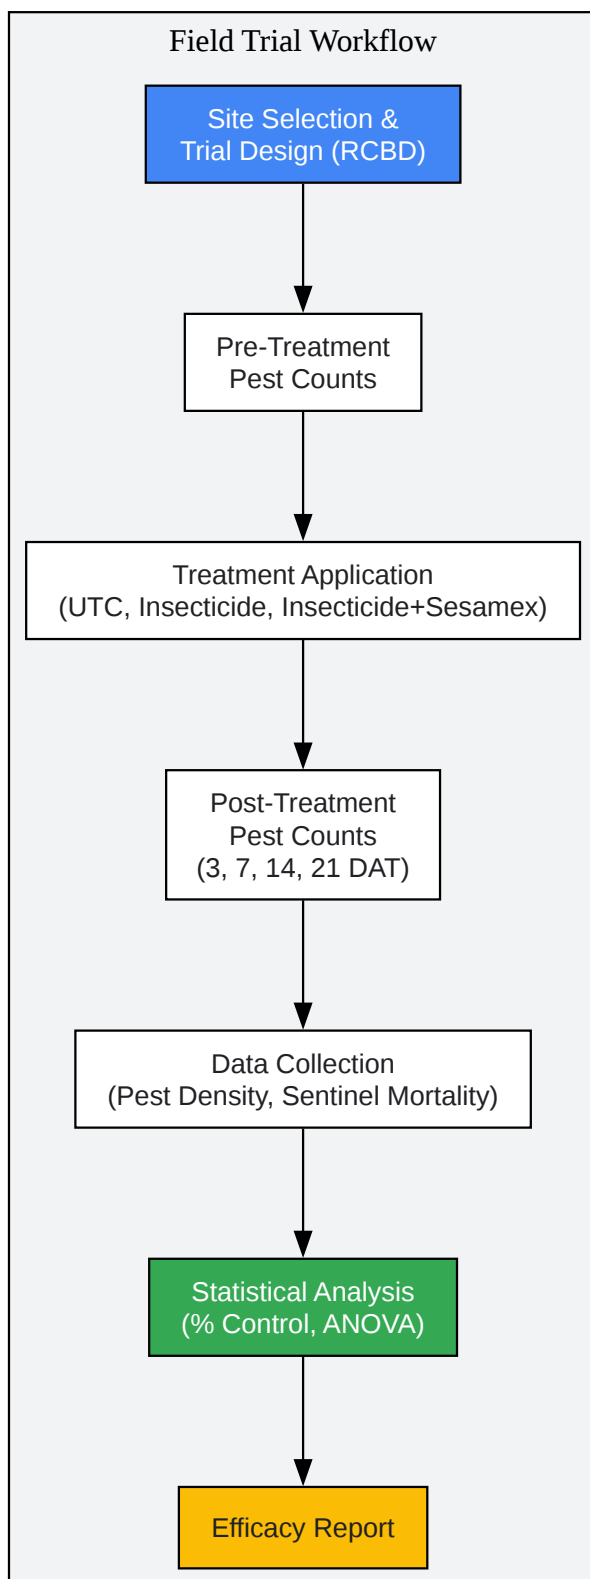 Field Trial Workflow
Site Selection &
Trial Design (RCBD)
Pre-Treatment
Pest Counts
Treatment Application
(UTC, Insecticide, Insecticide+Sesamex)
Post-Treatment
Pest Counts
(3, 7, 14, 21 DAT)
Data Collection
(Pest Density, Sentinel Mortality)
Statistical Analysis
(% Control, ANOVA)
Efficacy Report